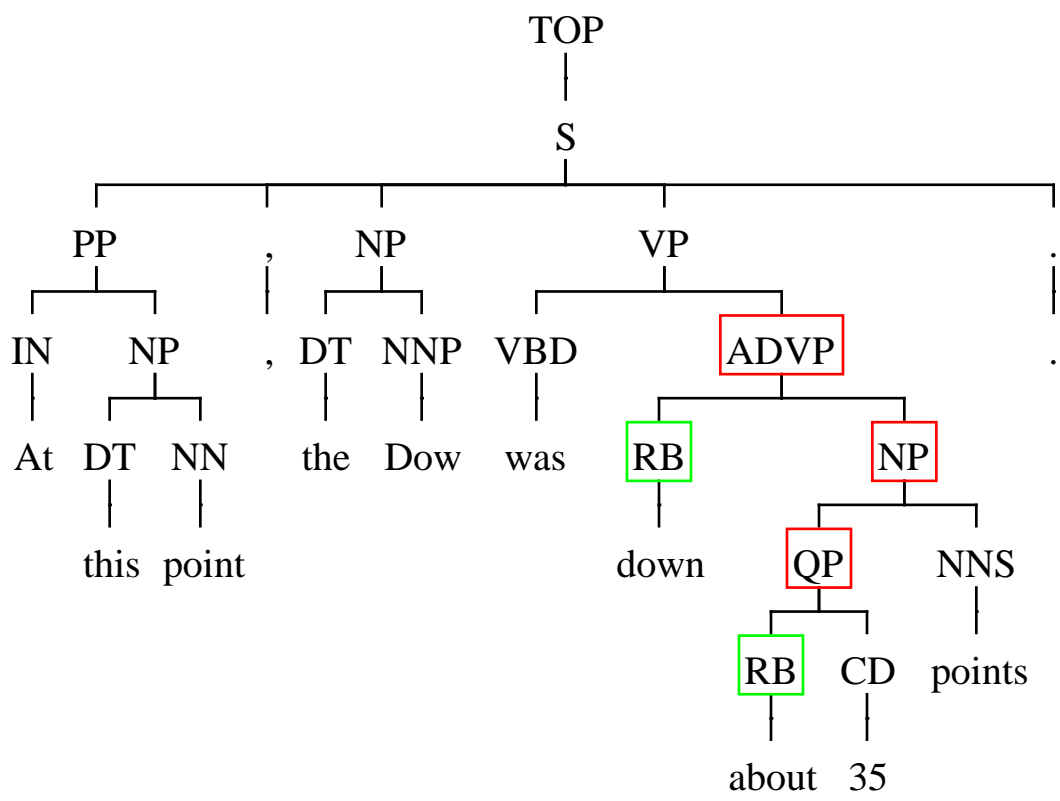 TOP
S
PP , NP VP .
IN NP , DT NNP VBD ADVP .
At DT NN the Dow was RB NP
this point down QP NNS
RB CD points
about 35